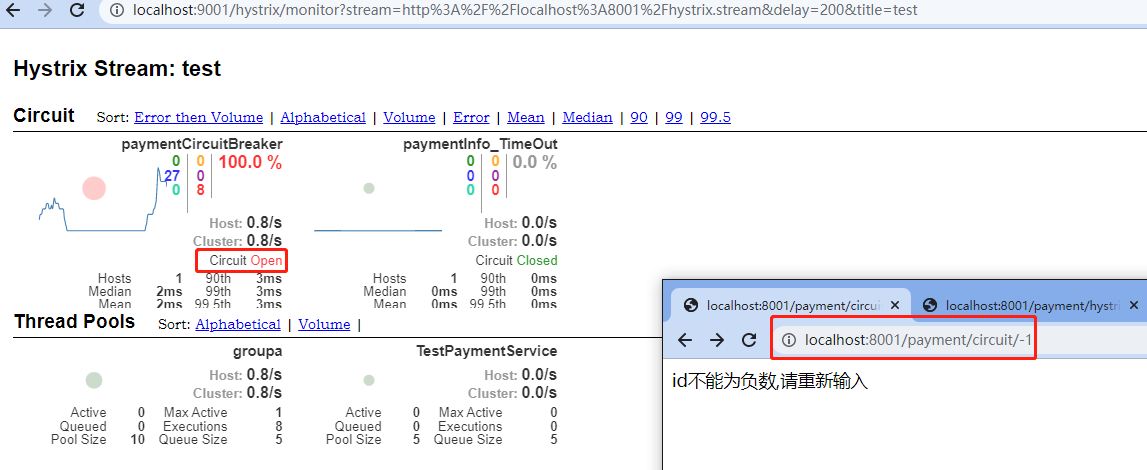 localhost:9001/hystrix/monitor?stream=http%3A%2F%2Flocalhost%3A8001%2Fhystrix.stream&delay=200&title=test
Hystrix Stream: test
Circuit Sort: Error then Volume | Alphabetical | Volume | Error | Mean | Median | 90 | 99 | 99.5
paymentCircuitBreaker
0 0 100.0 %
27 0
0 8
Host: 0.8/s
Cluster: 0.8/s
Circuit Open
Hosts 1 90th 3ms
Median 2ms 99th 3ms
Mean 2ms 99.5th 3ms
paymentInfo_TimeOut
0 0 0.0 %
0 0
0 0
Host: 0.0/s
Cluster: 0.0/s
Circuit Closed
Hosts 1 90th 0ms
Median 0ms 99th 0ms
Mean 0ms 99.5th 0ms
Thread Pools Sort: Alphabetical | Volume |
groupa
Host: 0.8/s
Cluster: 0.8/s
Active 0 Max Active 1
Queued 0 Executions 8
Pool Size 10 Queue Size 5
TestPaymentService
Host: 0.0/s
Cluster: 0.0/s
Active 0 Max Active 0
Queued 0 Executions 0
Pool Size 5 Queue Size 5
localhost:8001/payment/circui
localhost:8001/payment/hystri
localhost:8001/payment/circuit/-1
id不能为负数,请重新输入